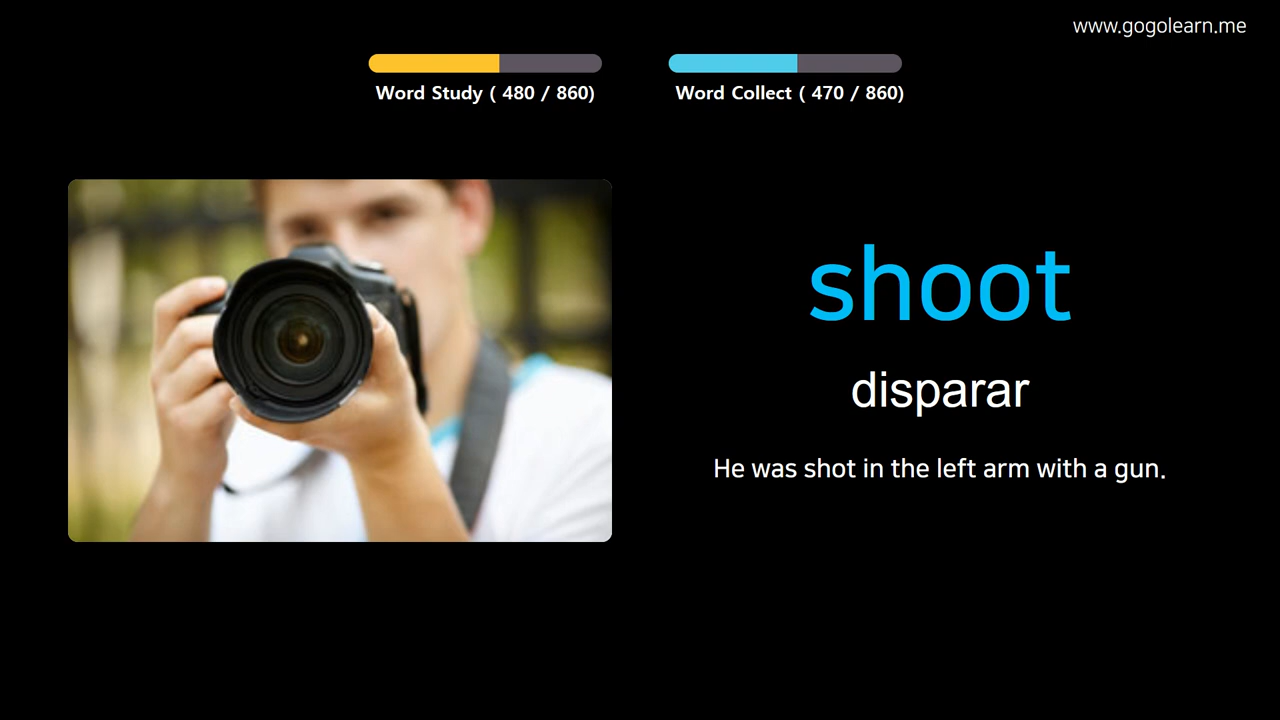 www.gogolearn.me
Word Study ( 480 / 860)
Word Collect ( 470 / 860)
shoot
disparar
He was shot in the left arm with a gun.